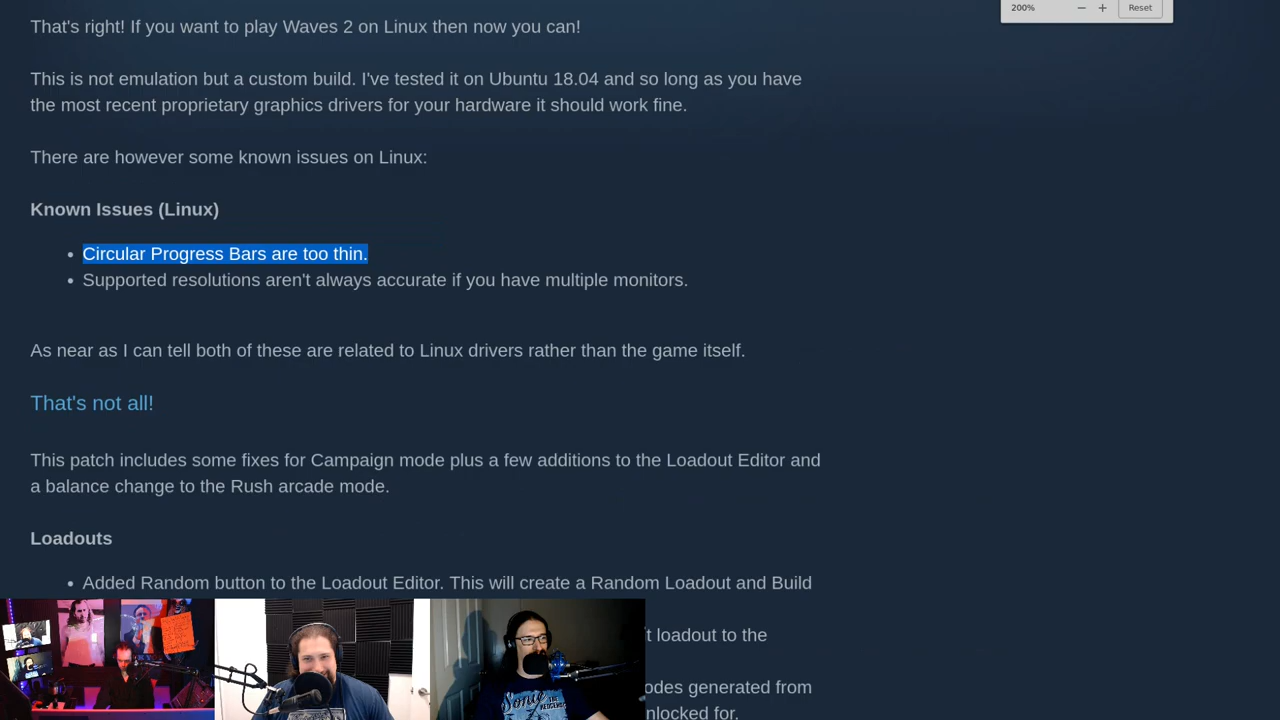 That's right! If you want to play Waves 2 on Linux then now you can!
200%
−
+
Reset
This is not emulation but a custom build. I've tested it on Ubuntu 18.04 and so long as you have
the most recent proprietary graphics drivers for your hardware it should work fine.
There are however some known issues on Linux:
Known Issues (Linux)
• Circular Progress Bars are too thin.
• Supported resolutions aren't always accurate if you have multiple monitors.
As near as I can tell both of these are related to Linux drivers rather than the game itself.
That's not all!
This patch includes some fixes for Campaign mode plus a few additions to the Loadout Editor and
a balance change to the Rush arcade mode.
Loadouts
• Added Random button to the Loadout Editor. This will create a Random Loadout and Build
loadout to the
generated from
for.
Sonic